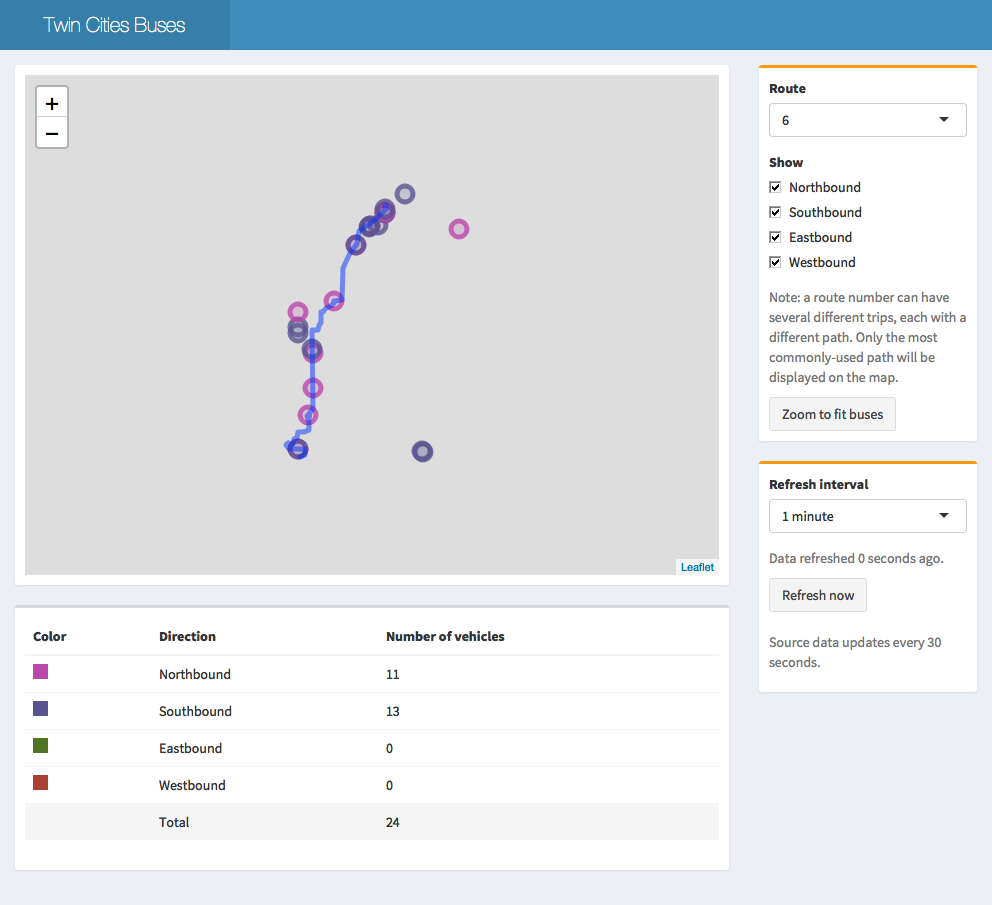 Twin Cities Buses
+
−
Leaflet
Route
6
Show
Northbound
Southbound
Eastbound
Westbound
Note: a route number can have
several different trips, each with a
different path. Only the most
commonly-used path will be
displayed on the map.
Zoom to fit buses
Refresh interval
1 minute
Data refreshed 0 seconds ago.
Refresh now
Source data updates every 30
seconds.
Color Direction Number of vehicles
Northbound 11
Southbound 13
Eastbound 0
Westbound 0
Total 24